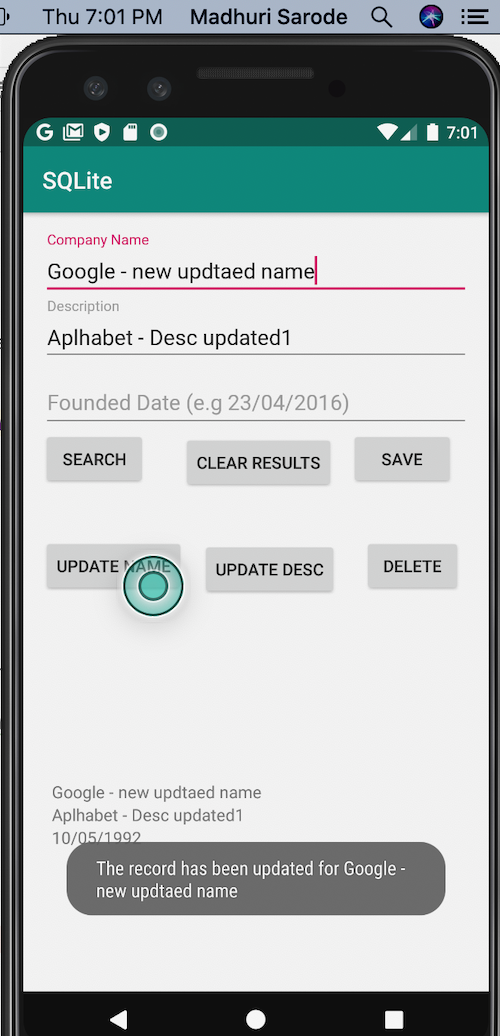 Thu 7:01 PM Madhuri Sarode
7:01
SQLite
Company Name
Google - new updtaed name
Description
Aplhabet - Desc updated1
Founded Date (e.g 23/04/2016)
SEARCH CLEAR RESULTS SAVE
UPDATE NAME UPDATE DESC DELETE
Google - new updtaed name
Aplhabet - Desc updated1
10/05/1992
The record has been updated for Google -
new updtaed name